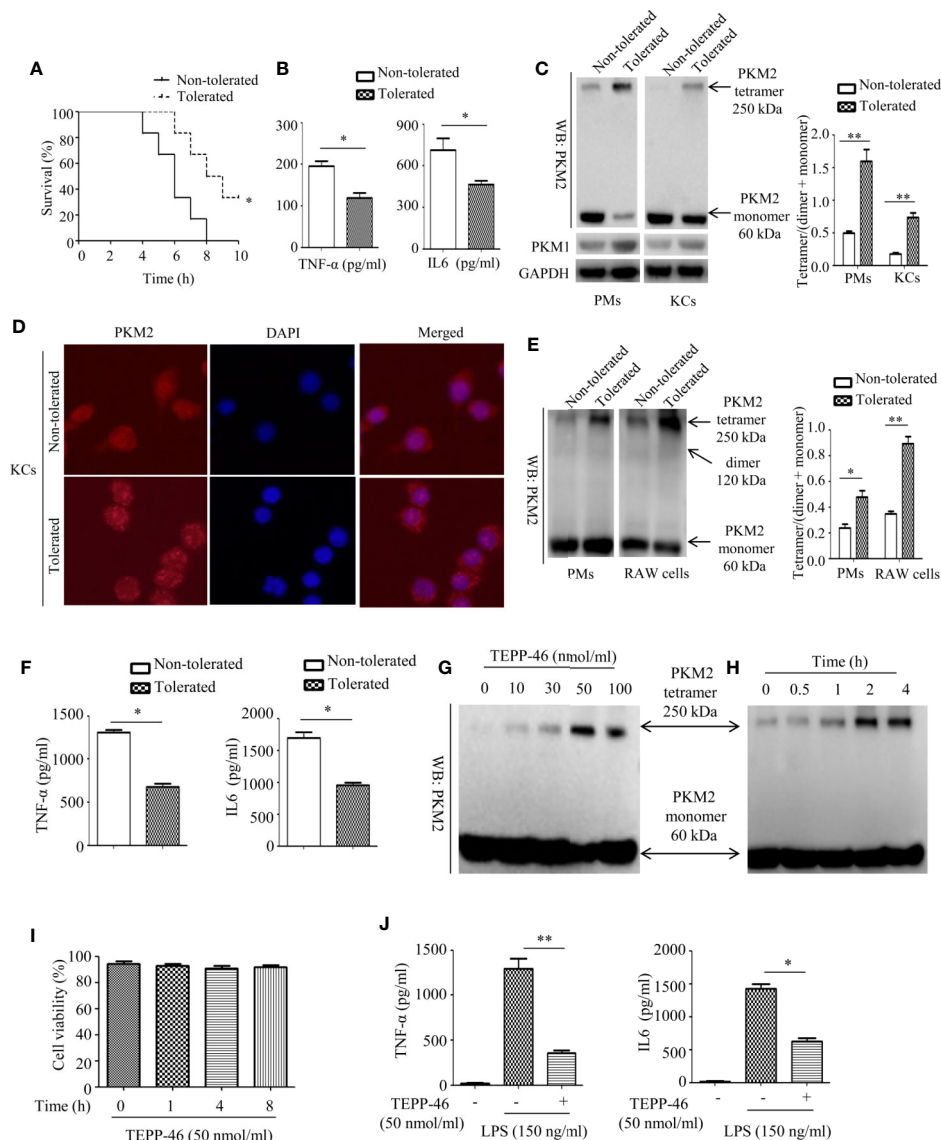 A
Non-tolerated
Tolerated
Survival (%)
100
80
60
40
20
0
0 2 4 6 8 10
Time (h)
*
B
Non-tolerated
Tolerated
300
200
100
0
*
TNF-α (pg/ml)
900
600
300
0
*
IL6 (pg/ml)
C
Non-tolerated
Tolerated
Non-tolerated
Tolerated
WB: PKM2
PKM2
tetramer
250 kDa
PKM2
monomer
60 kDa
PKM1
GAPDH
PMs KCs
Non-tolerated
Tolerated
Tetramer/(dimer + monomer)
2.0
1.5
1.0
0.5
0.0
**
**
PMs KCs
D
PKM2 DAPI Merged
Non-tolerated
KCs
Tolerated
E
Non-tolerated
Tolerated
Non-tolerated
Tolerated
WB: PKM2
PKM2
tetramer
250 kDa
dimer
120 kDa
PKM2
monomer
60 kDa
PMs RAW cells
Non-tolerated
Tolerated
Tetramer/(dimer + monomer)
1.2
0.9
0.6
0.3
0.0
*
**
PMs RAW cells
F
Non-tolerated
Tolerated
TNF-α (pg/ml)
1500
1000
500
0
*
Non-tolerated
Tolerated
IL6 (pg/ml)
2000
1500
1000
500
0
*
G
TEPP-46 (nmol/ml)
0 10 30 50 100
WB: PKM2
PKM2
tetramer
250 kDa
PKM2
monomer
60 kDa
H
Time (h)
0 0.5 1 2 4
I
Cell viability (%)
100
80
60
40
20
0
Time (h) 0 1 4 8
TEPP-46 (50 nmol/ml)
J
TNF-α (pg/ml)
1500
1000
500
0
**
TEPP-46 - - +
(50 nmol/ml)
LPS (150 ng/ml)
IL6 (pg/ml)
2000
1500
1000
500
0
*
TEPP-46 - - +
(50 nmol/ml)
LPS (150 ng/ml)